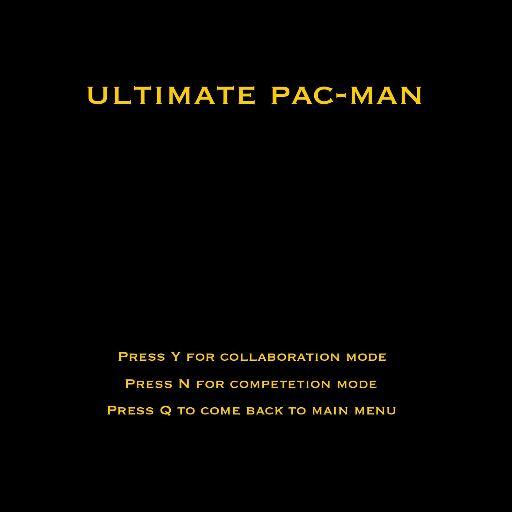 ULTIMATE PAC-MAN
Press Y for collaboration mode
Press N for competetion mode
Press Q to come back to main menu